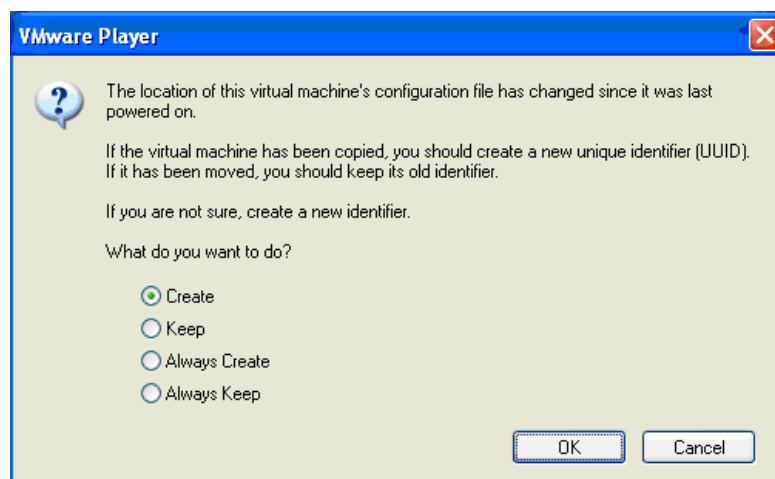 VMware Player
The location of this virtual machine's configuration file has changed since it was last
powered on.
If the virtual machine has been copied, you should create a new unique identifier (UUID).
If it has been moved, you should keep its old identifier.
If you are not sure, create a new identifier.
What do you want to do?
Create
Keep
Always Create
Always Keep
OK
Cancel